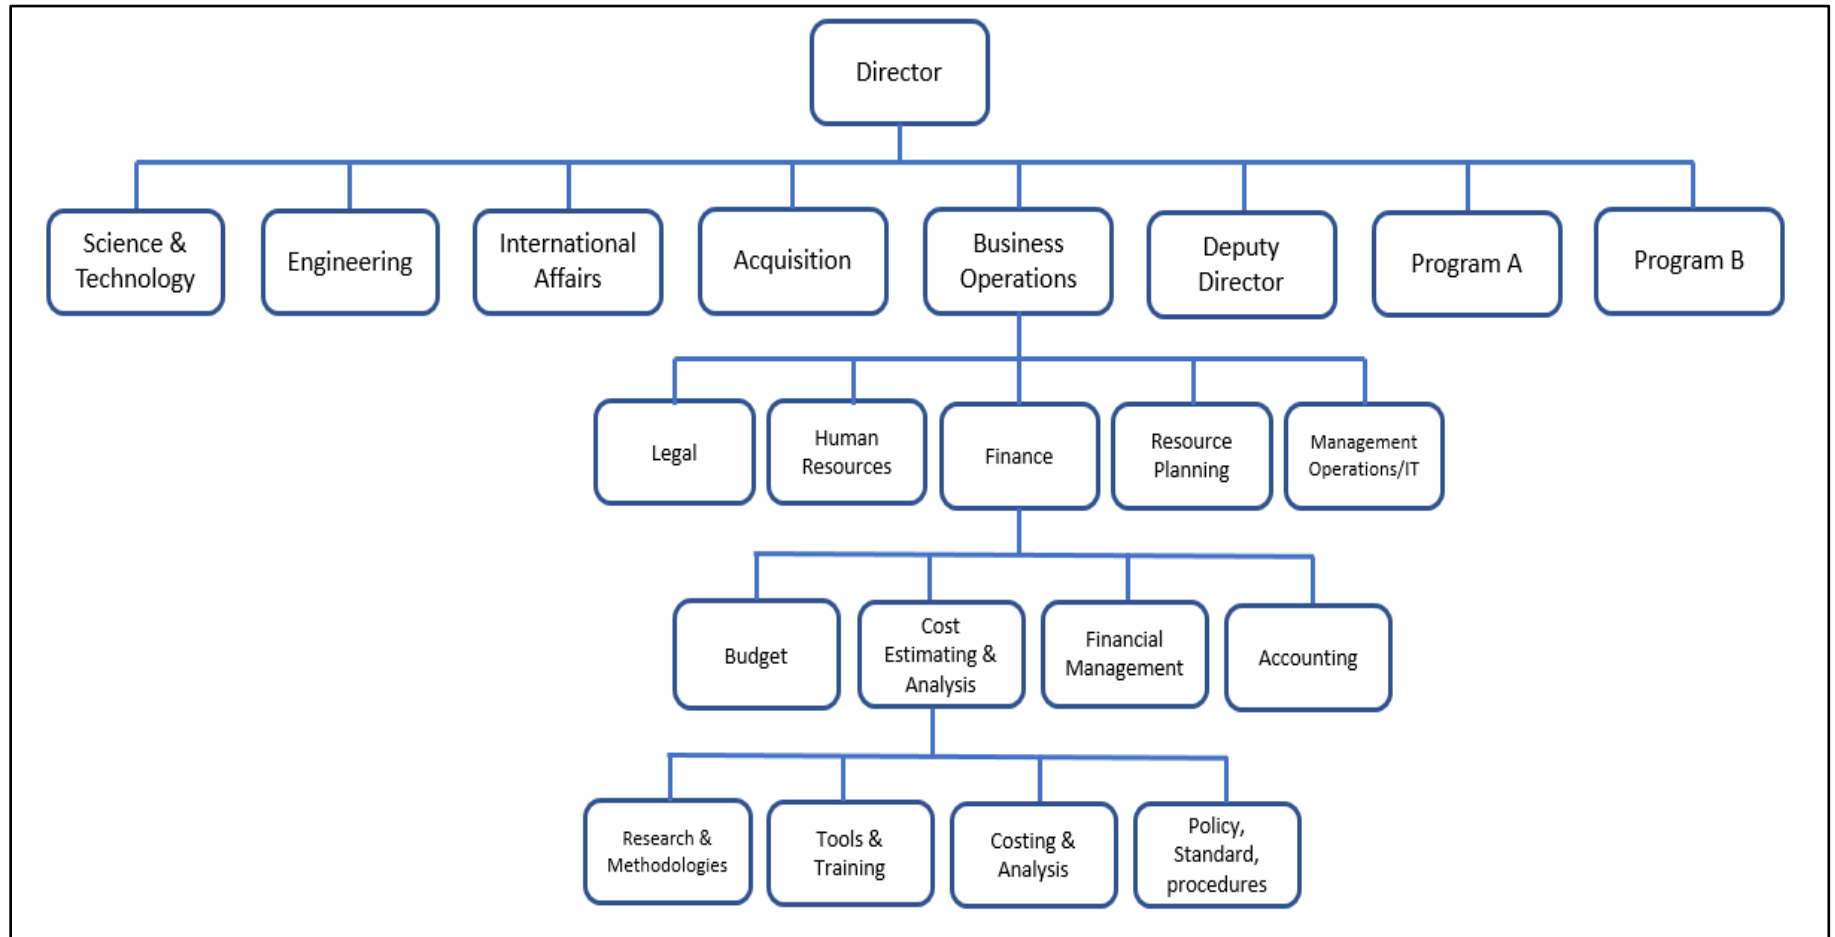 Director
Science &
Technology
Engineering
International
Affairs
Acquisition
Business
Operations
Deputy
Director
Program A
Program B
Legal
Human
Resources
Finance
Resource
Planning
Management
Operations/IT
Budget
Cost
Estimating &
Analysis
Financial
Management
Accounting
Research &
Methodologies
Tools &
Training
Costing &
Analysis
Policy,
Standard,
procedures